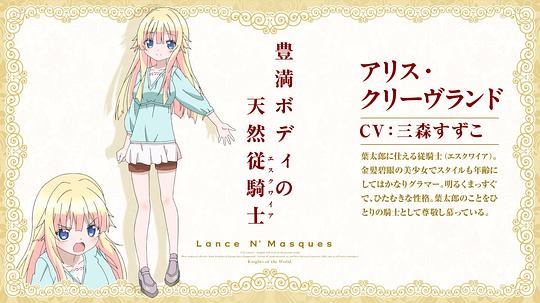 豊満ボディの
天然従騎士
エスクワイア
アリス・
クリーヴランド
CV：三森すずこ
葉太郎に仕える従騎士（エスクワイア）。
金髪碧眼の美少女でスタイルも年齢に
してはかなりグラマー。明るくまっすぐ
で、ひたむきな性格。葉太郎のことをひ
とりの騎士として尊敬し慕っている。
Lance N' Masques
Knights of the World